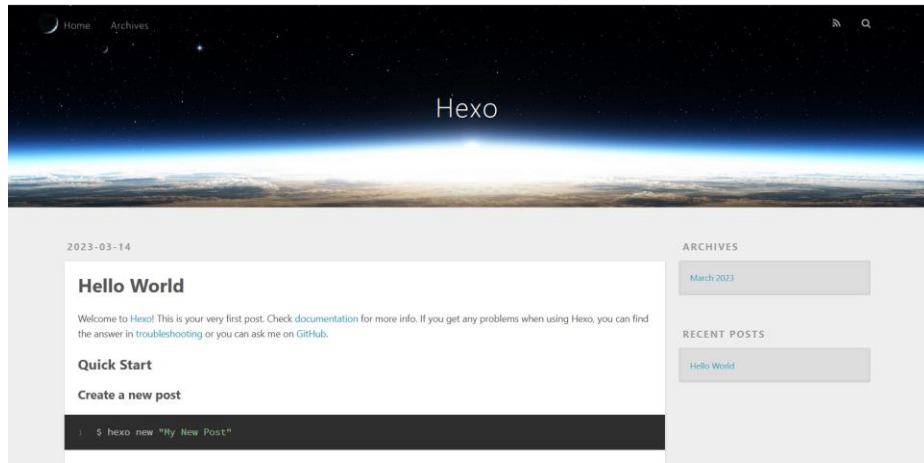 Home Archives
Hexo
2023-03-14
Hello World
Welcome to Hexo! This is your very first post. Check documentation for more info. If you get any problems when using Hexo, you can find
the answer in troubleshooting or you can ask me on GitHub.
Quick Start
Create a new post
1 $ hexo new "My New Post"
ARCHIVES
March 2023
RECENT POSTS
Hello World